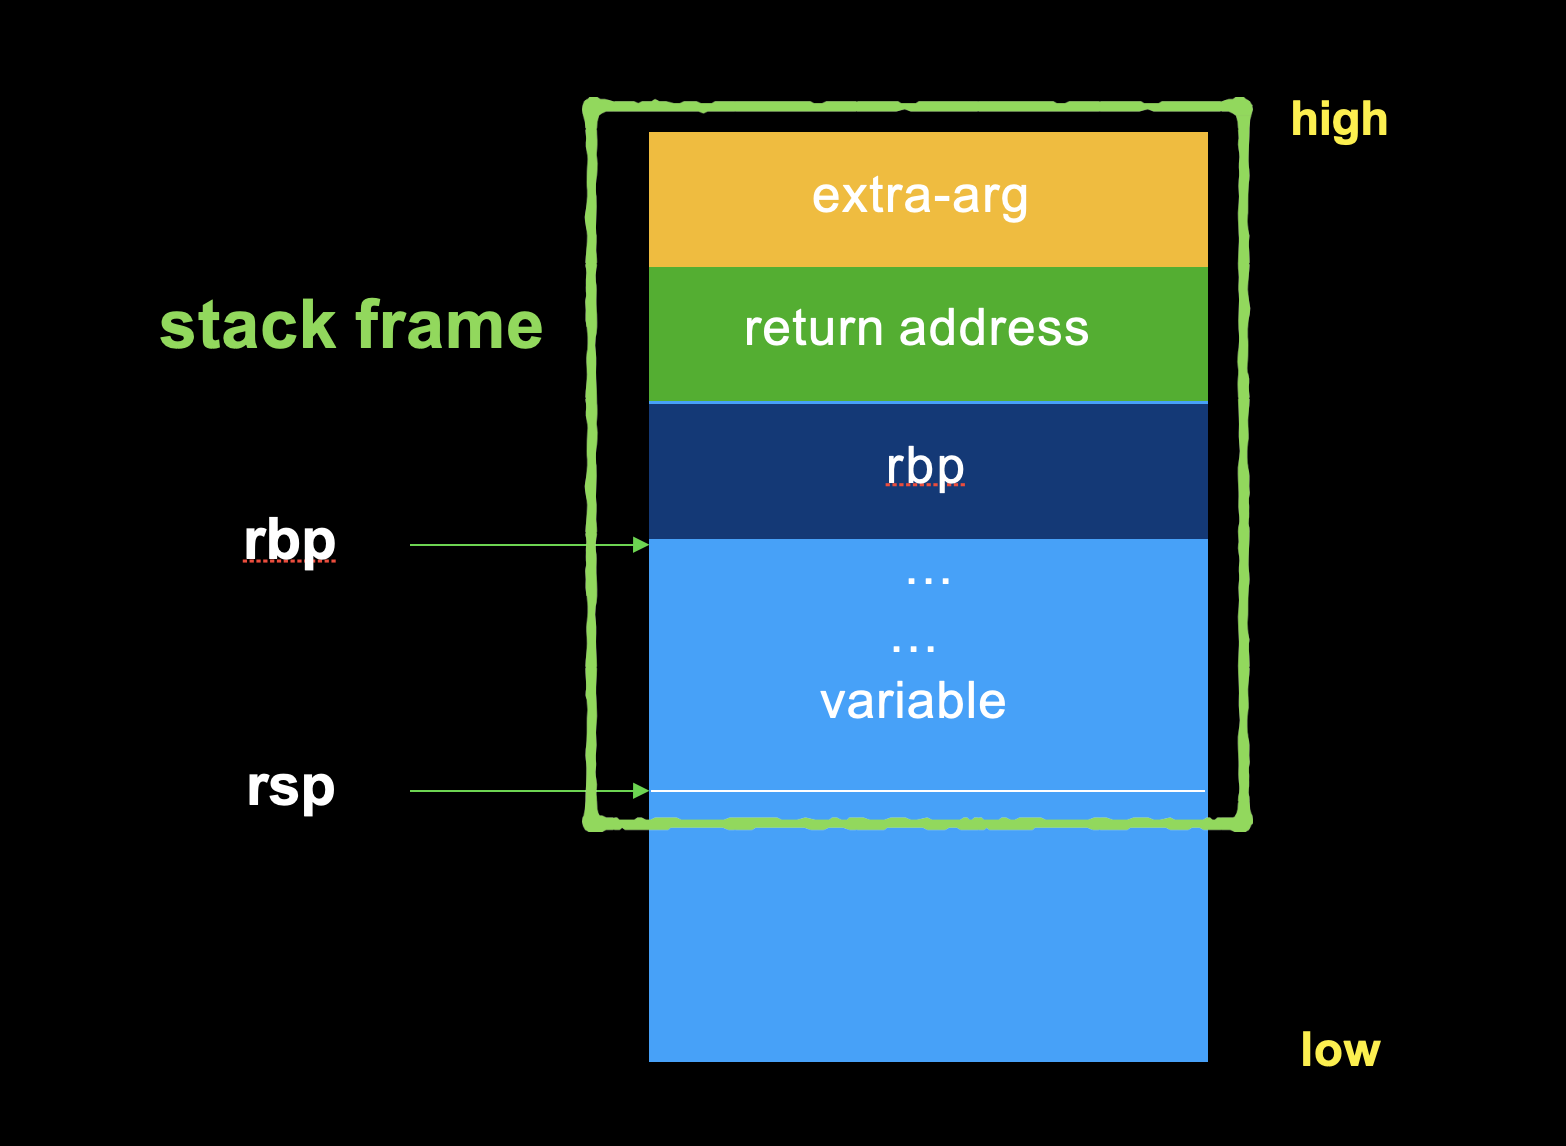 high
extra-arg
return address
stack frame
rbp
rbp
...
...
variable
rsp
low